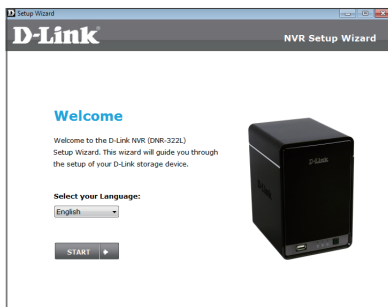 Setup Wizard
D-Link
NVR Setup Wizard
Welcome
Welcome to the D-Link NVR (DNR-322L)
Setup Wizard. This wizard will guide you through
the setup of your D-Link storage device.
Select your Language:
English
START
D-Link
D-Link